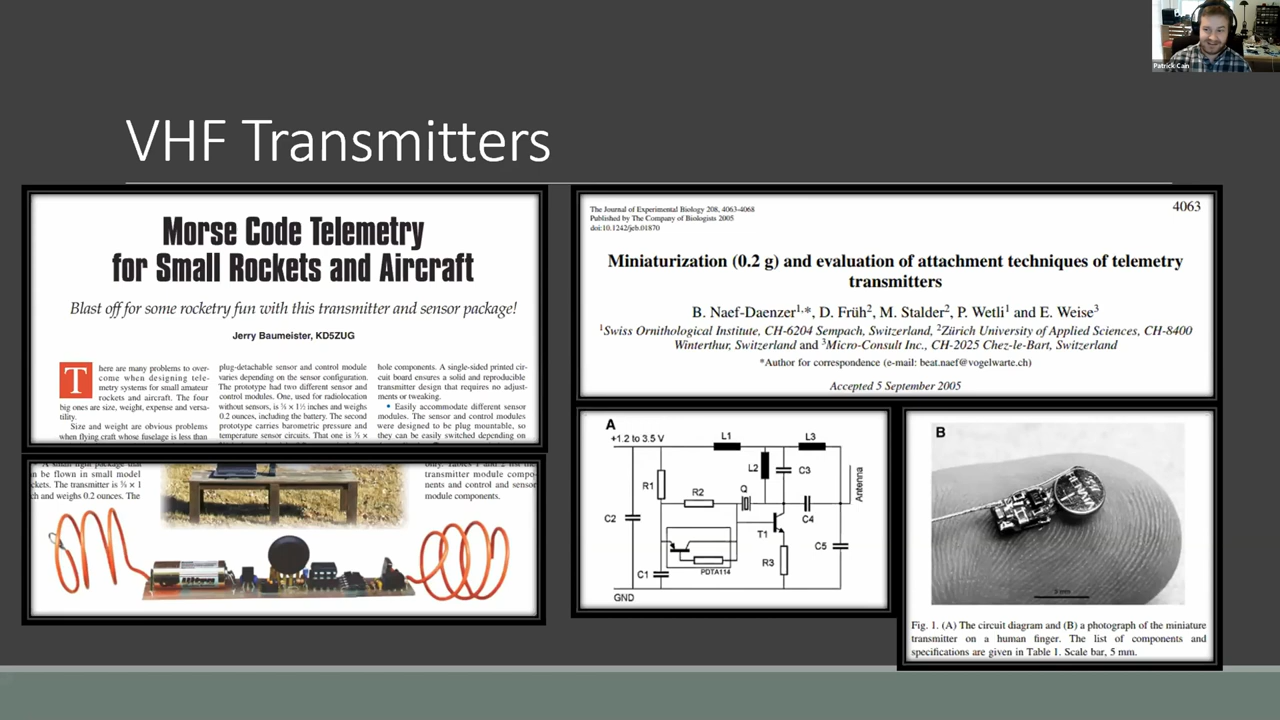 Patrick Cain
VHF Transmitters
Morse Code Telemetry
for Small Rockets and Aircraft
Blast off for some rocketry fun with this transmitter and sensor package!
Jerry Baumeister, KD5ZUG
There are many problems to over-
come when designing tele-
metry systems for small amateur
rockets and aircraft. The four
big ones are size, weight, expense and versa-
tility.
Size and weight are obvious problems
when flying craft whose fuselage is less than
plug-detachable sensor and control module
varies depending on the sensor configuration.
The prototype had two different sensor and
control modules. One, used for radiolocation
without sensors, is
inches and weighs
0.2 ounces, including the battery. The second
prototype carries barometric pressure and
temperature sensor circuits. That one is
hole components. A single-sided printed cir-
cuit board ensures a solid and reproducible
transmitter design that requires no adjust-
ments or tweaking.
• Easily accommodate different sensor
modules. The sensor and control modules
were designed to be plug mountable, so
they can be easily switched depending on
A small light package that
n be flown in small model
ckets. The transmitter is ⅝ × 1
ch and weighs 0.2 ounces. The
transmitter module compo-
nents and control and sensor
module components.
The Journal of Experimental Biology 208, 4063-4068
Published by The Company of Biologists 2005
doi:10.1242/jeb.01870
4063
Miniaturization (0.2 g) and evaluation of attachment techniques of telemetry
transmitters
B. Naef-Daenzer1,*, D. Früh2, M. Stalder2, P. Wetli1 and E. Weise3
1Swiss Ornithological Institute, CH-6204 Sempach, Switzerland, 2Zürich University of Applied Sciences, CH-8400
Winterthur, Switzerland and 3Micro-Consult Inc., CH-2025 Chez-le-Bart, Switzerland
*Author for correspondence (e-mail: beat.naef@vogelwarte.ch)
Accepted 5 September 2005
A
+1.2 to 3.5 V
L1
L3
L2
C3
R1
R2
Q
Antenna
C2
C4
T1
C5
R3
PDTA114
C1
GND
B
5 mm
Fig. 1. (A) The circuit diagram and (B) a photograph of the miniature
transmitter on a human finger. The list of components and
specifications are given in Table 1. Scale bar, 5 mm.